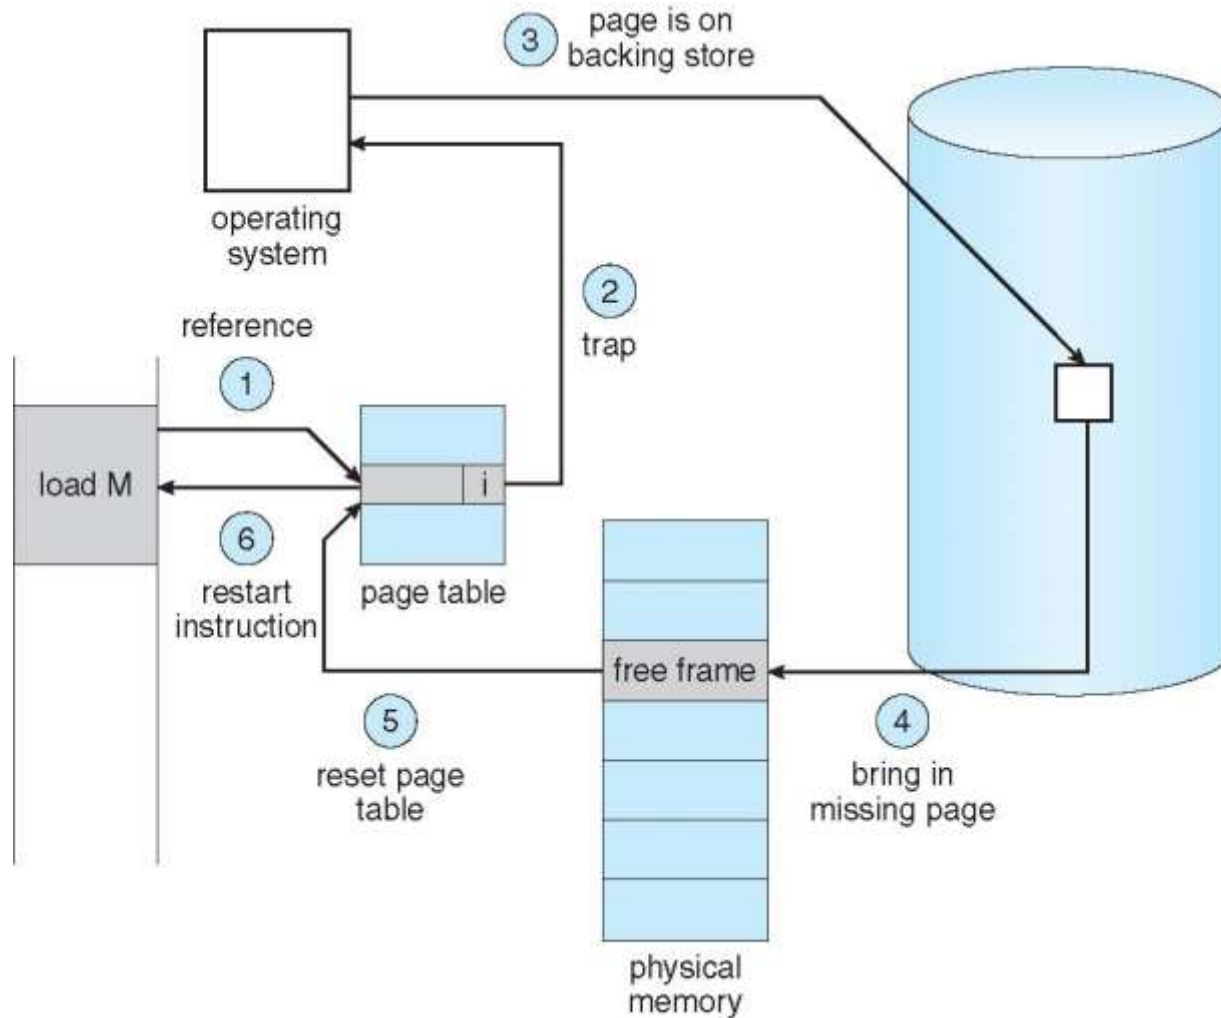 3
page is on
backing store
operating
system
2
trap
reference
1
load M
i
6
restart
instruction
page table
free frame
5
reset page
table
4
bring in
missing page
physical
memory